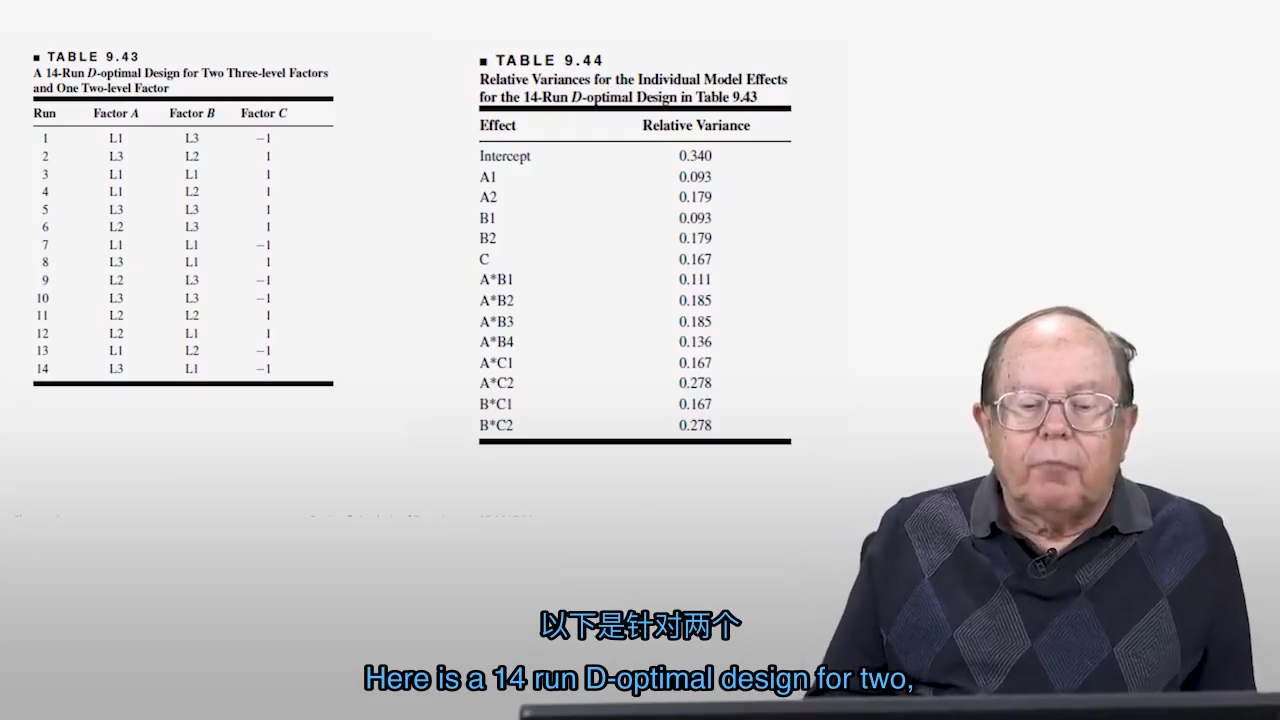 ■ TABLE 9.43
A 14-Run D-optimal Design for Two Three-level Factors
and One Two-level Factor
Run Factor A Factor B Factor C
1 L1 L3 −1
2 L3 L2 1
3 L1 L1 1
4 L1 L2 1
5 L3 L3 1
6 L2 L3 1
7 L1 L1 −1
8 L3 L1 1
9 L2 L3 −1
10 L3 L3 −1
11 L2 L2 1
12 L2 L1 1
13 L1 L2 −1
14 L3 L1 −1
■ TABLE 9.44
Relative Variances for the Individual Model Effects
for the 14-Run D-optimal Design in Table 9.43
Effect Relative Variance
Intercept 0.340
A1 0.093
A2 0.179
B1 0.093
B2 0.179
C 0.167
A*B1 0.111
A*B2 0.185
A*B3 0.185
A*B4 0.136
A*C1 0.167
A*C2 0.278
B*C1 0.167
B*C2 0.278
以下是针对两个
Here is a 14 run D-optimal design for two,